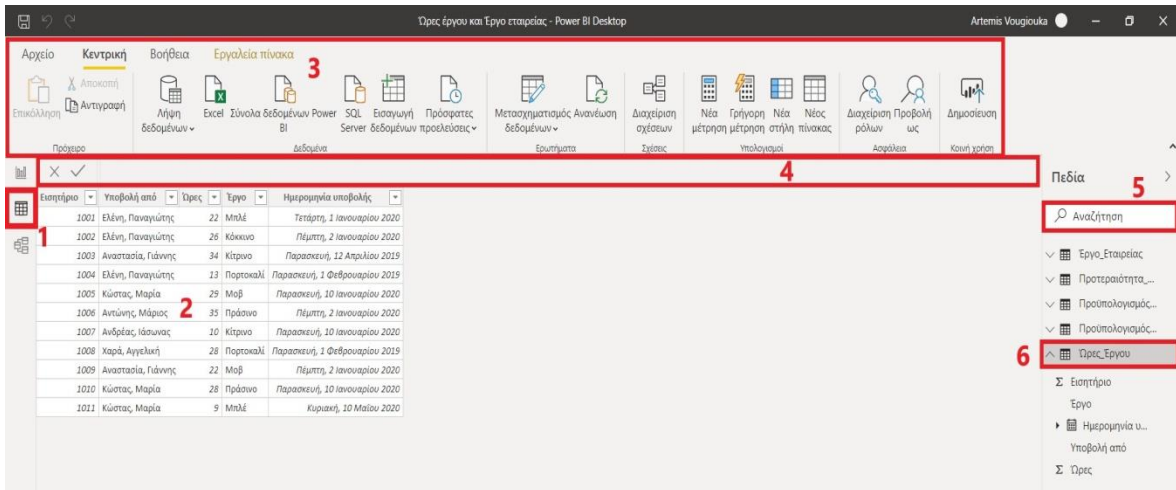 Ώρες έργου και Έργο εταιρείας - Power BI Desktop
Artemis Vougiouka
Αρχείο Κεντρική Βοήθεια Εργαλεία πίνακα
3
Επικόλληση
Αποκοπή
Αντιγραφή
Πρόχειρο
Λήψη δεδομένων
Excel
Σύνολα δεδομένων Power BI
SQL Server
Εισαγωγή δεδομένων
Πρόσφατες προελεύσεις
Δεδομένα
Μετασχηματισμός δεδομένων
Ανανέωση
Ερωτήματα
Διαχείριση σχέσεων
Σχέσεις
Νέα μέτρηση
Γρήγορη μέτρηση
Νέα στήλη
Νέος πίνακας
Υπολογισμοί
Διαχείριση ρόλων
Προβολή ως
Ασφάλεια
Δημοσίευση
Κοινή χρήση
4
1
2
Εισητήριο Υποβολή από Ώρες Έργο Ημερομηνία υποβολής
1001 Ελένη, Παναγιώτης 22 Μπλέ Τετάρτη, 1 Ιανουαρίου 2020
1002 Ελένη, Παναγιώτης 26 Κόκκινο Πέμπτη, 2 Ιανουαρίου 2020
1003 Αναστασία, Γιάννης 34 Κίτρινο Παρασκευή, 12 Απριλίου 2019
1004 Ελένη, Παναγιώτης 13 Πορτοκαλί Παρασκευή, 1 Φεβρουαρίου 2019
1005 Κώστας, Μαρία 29 Μοβ Παρασκευή, 10 Ιανουαρίου 2020
1006 Αντώνης, Μάριος 35 Πράσινο Πέμπτη, 2 Ιανουαρίου 2020
1007 Ανδρέας, Ιάσωνας 10 Κίτρινο Παρασκευή, 10 Ιανουαρίου 2020
1008 Χαρά, Αγγελική 28 Πορτοκαλί Παρασκευή, 1 Φεβρουαρίου 2019
1009 Αναστασία, Γιάννης 22 Μοβ Πέμπτη, 2 Ιανουαρίου 2020
1010 Κώστας, Μαρία 28 Πράσινο Παρασκευή, 10 Ιανουαρίου 2020
1011 Κώστας, Μαρία 9 Μπλέ Κυριακή, 10 Μαΐου 2020
Πεδία
5
Αναζήτηση
Έργο_Εταιρείας
Προτεραιότητα_...
Προϋπολογισμός...
Προϋπολογισμός...
6
Ώρες_Έργου
Σ Εισητήριο
Έργο
Ημερομηνία υ...
Υποβολή από
Σ Ώρες